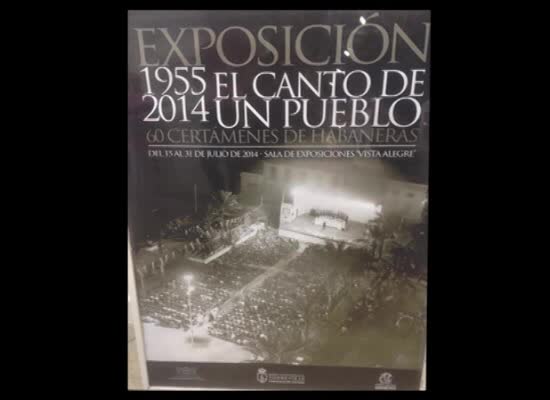 EXPOSICIÓN
1955 EL CANTO DE
2014 UN PUEBLO
60 CERTÁMENES DE HABANERAS
DEL 15 AL 31 DE JULIO DE 2014 - SALA DE EXPOSICIONES "VISTA ALEGRE"